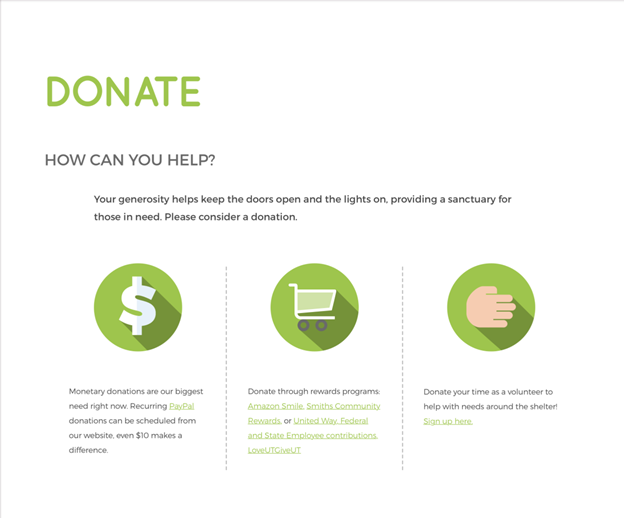 DONATE
HOW CAN YOU HELP?
Your generosity helps keep the doors open and the lights on, providing a sanctuary for
those in need. Please consider a donation.
$
Monetary donations are our biggest
need right now. Recurring PayPal
donations can be scheduled from
our website, even $10 makes a
difference.
Donate through rewards programs:
Amazon Smile, Smiths Community
Rewards, or United Way, Federal
and State Employee contributions,
LoveUTGiveUT
Donate your time as a volunteer to
help with needs around the shelter!
Sign up here.